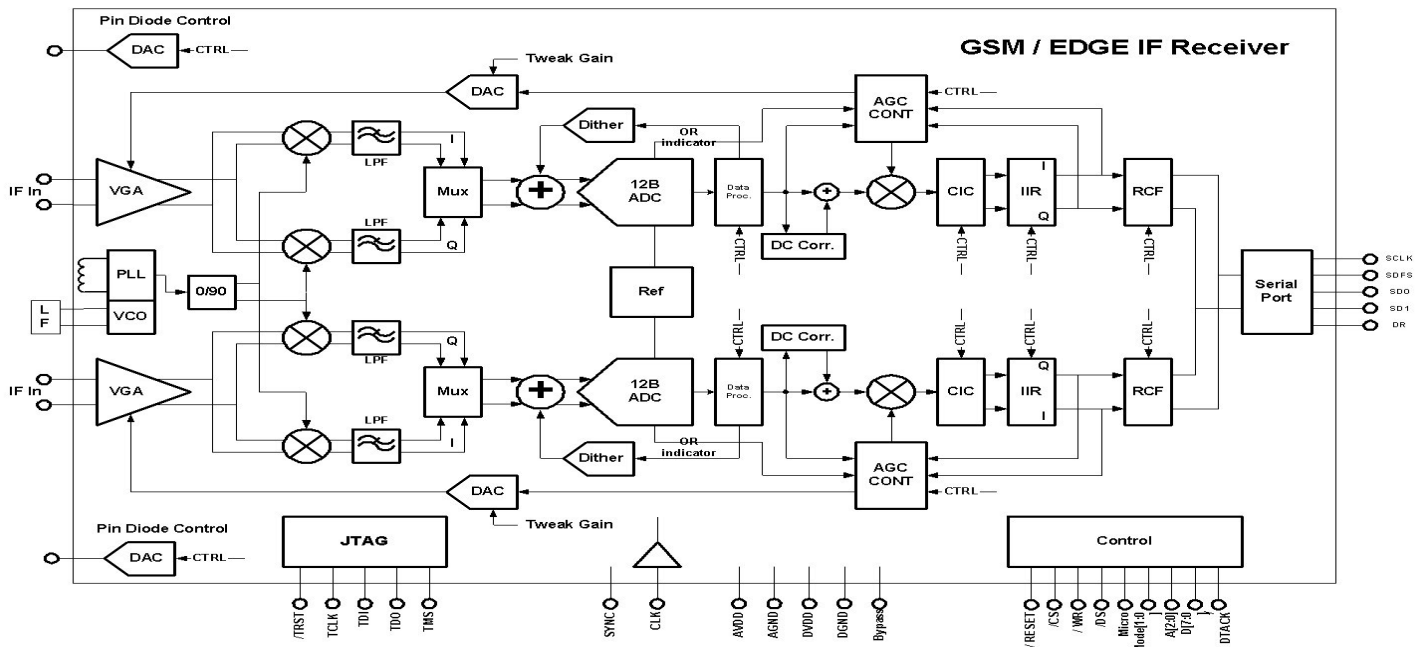 Pin Diode Control
DAC
CTRL
GSM / EDGE IF Receiver
Tweak Gain
DAC
AGC
CONT
CTRL
Dither
OR
indicator
LPF
I
VGA
IF In
Mux
12B
ADC
Data
Proc.
CIC
IIR
I
Q
RCF
LPF
Q
CTRL
DC Corr.
CTRL
CTRL
CTRL
PLL
VCO
L
F
0/90
Ref
Serial
Port
SCLK
SDFS
SD0
SD1
DR
CTRL
DC Corr.
CTRL
CTRL
CTRL
LPF
Q
VGA
IF In
Mux
12B
ADC
Data
Proc.
CIC
IIR
Q
I
RCF
LPF
I
Dither
OR
indicator
AGC
CONT
CTRL
DAC
Tweak Gain
Pin Diode Control
DAC
CTRL
JTAG
Control
/TRST
TCLK
TDI
TDO
TMS
SYNC
CLK
AVDD
AGND
DVDD
DGND
Bypass
/RESET
/CS
/WR
/DS
Micro
Mode[1:0
]
A[2:0]
D[7:0
]
DTACK